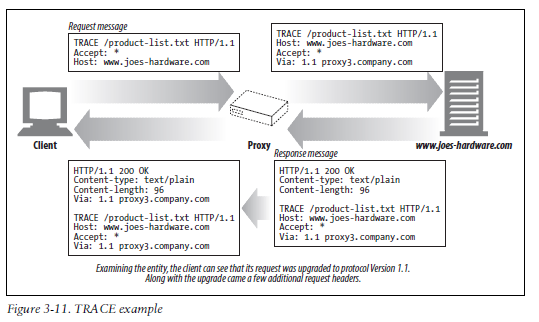 Request message
TRACE /product-list.txt HTTP/1.1
Accept: *
Host: www.joes-hardware.com
TRACE /product-list.txt HTTP/1.1
Host: www.joes-hardware.com
Accept: *
Via: 1.1 proxy3.company.com
Client
Proxy
www.joes-hardware.com
Response message
HTTP/1.1 200 OK
Content-type: text/plain
Content-length: 96
Via: 1.1 proxy3.company.com
TRACE /product-list.txt HTTP/1.1
Host: www.joes-hardware.com
Accept: *
Via: 1.1 proxy3.company.com
HTTP/1.1 200 OK
Content-type: text/plain
Content-length: 96
TRACE /product-list.txt HTTP/1.1
Host: www.joes-hardware.com
Accept: *
Via: 1.1 proxy3.company.com
Examining the entity, the client can see that its request was upgraded to protocol Version 1.1.
Along with the upgrade came a few additional request headers.
Figure 3-11. TRACE example